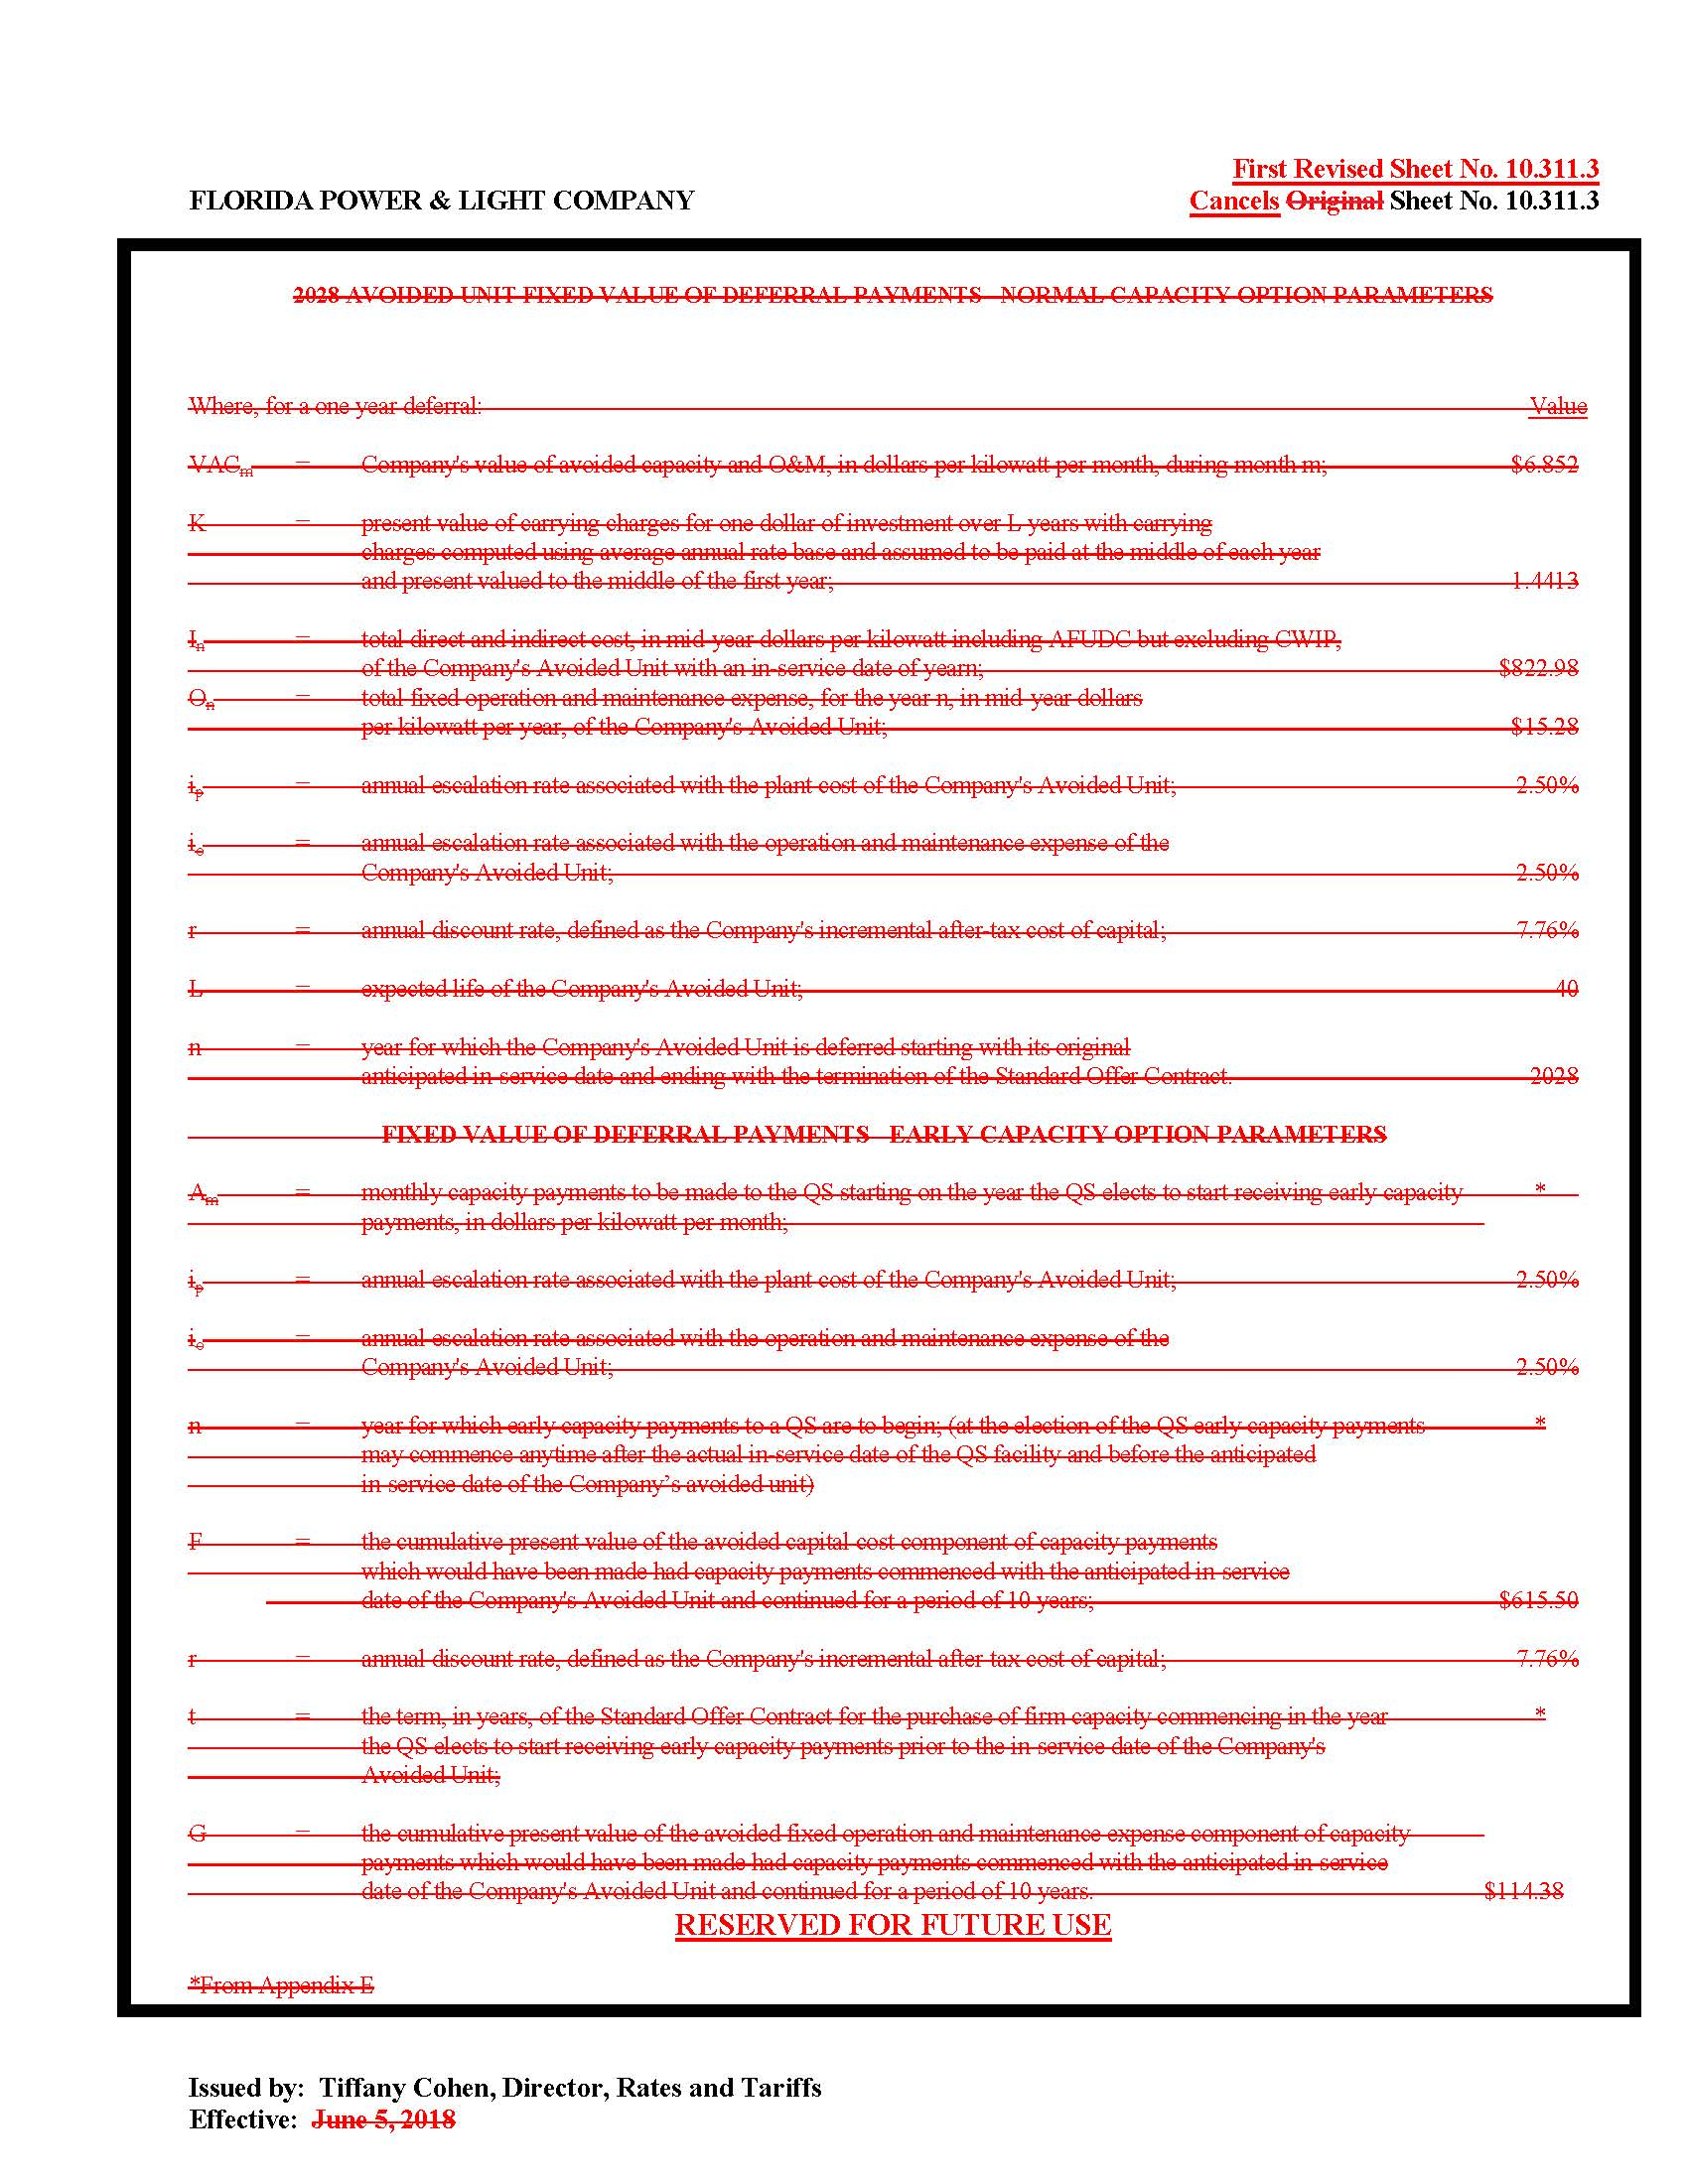 First Revised Sheet No. 10.311.3
FLORIDA POWER & LIGHT COMPANY Cancels Original Sheet No. 10.311.3
2028 AVOIDED UNIT FIXED VALUE OF DEFERRAL PAYMENTS - NORMAL CAPACITY OPTION PARAMETERS
Where, for a one year deferral: Value
VACm = Company's value of avoided capacity and O&M, in dollars per kilowatt per month, during month m; $6.852
K = present value of carrying charges for one dollar of investment over L years with carrying
charges computed using average annual rate base and assumed to be paid at the middle of each year
and present valued to the middle of the first year; 1.4413
In = total direct and indirect cost, in mid-year dollars per kilowatt including AFUDC but excluding CWIP,
of the Company's Avoided Unit with an in-service date of yearn; $822.98
On = total fixed operation and maintenance expense, for the year n, in mid-year dollars
per kilowatt per year, of the Company's Avoided Unit; $15.28
ip = annual escalation rate associated with the plant cost of the Company's Avoided Unit; 2.50%
io = annual escalation rate associated with the operation and maintenance expense of the
Company's Avoided Unit; 2.50%
r = annual discount rate, defined as the Company's incremental after-tax cost of capital; 7.76%
L = expected life of the Company's Avoided Unit; 40
n = year for which the Company's Avoided Unit is deferred starting with its original
anticipated in-service date and ending with the termination of the Standard Offer Contract. 2028
FIXED VALUE OF DEFERRAL PAYMENTS - EARLY CAPACITY OPTION PARAMETERS
Am = monthly capacity payments to be made to the QS starting on the year the QS elects to start receiving early capacity *
payments, in dollars per kilowatt per month;
ip = annual escalation rate associated with the plant cost of the Company's Avoided Unit; 2.50%
io = annual escalation rate associated with the operation and maintenance expense of the
Company's Avoided Unit; 2.50%
n = year for which early capacity payments to a QS are to begin; (at the election of the QS early capacity payments *
may commence anytime after the actual in-service date of the QS facility and before the anticipated
in-service date of the Company’s avoided unit)
F = the cumulative present value of the avoided capital cost component of capacity payments
which would have been made had capacity payments commenced with the anticipated in-service
date of the Company's Avoided Unit and continued for a period of 10 years; $615.50
r = annual discount rate, defined as the Company's incremental after-tax cost of capital; 7.76%
t = the term, in years, of the Standard Offer Contract for the purchase of firm capacity commencing in the year *
the QS elects to start receiving early capacity payments prior to the in-service date of the Company's
Avoided Unit;
G = the cumulative present value of the avoided fixed operation and maintenance expense component of capacity
payments which would have been made had capacity payments commenced with the anticipated in-service
date of the Company's Avoided Unit and continued for a period of 10 years. $114.38
RESERVED FOR FUTURE USE
*From Appendix E
Issued by: Tiffany Cohen, Director, Rates and Tariffs
Effective: June 5, 2018